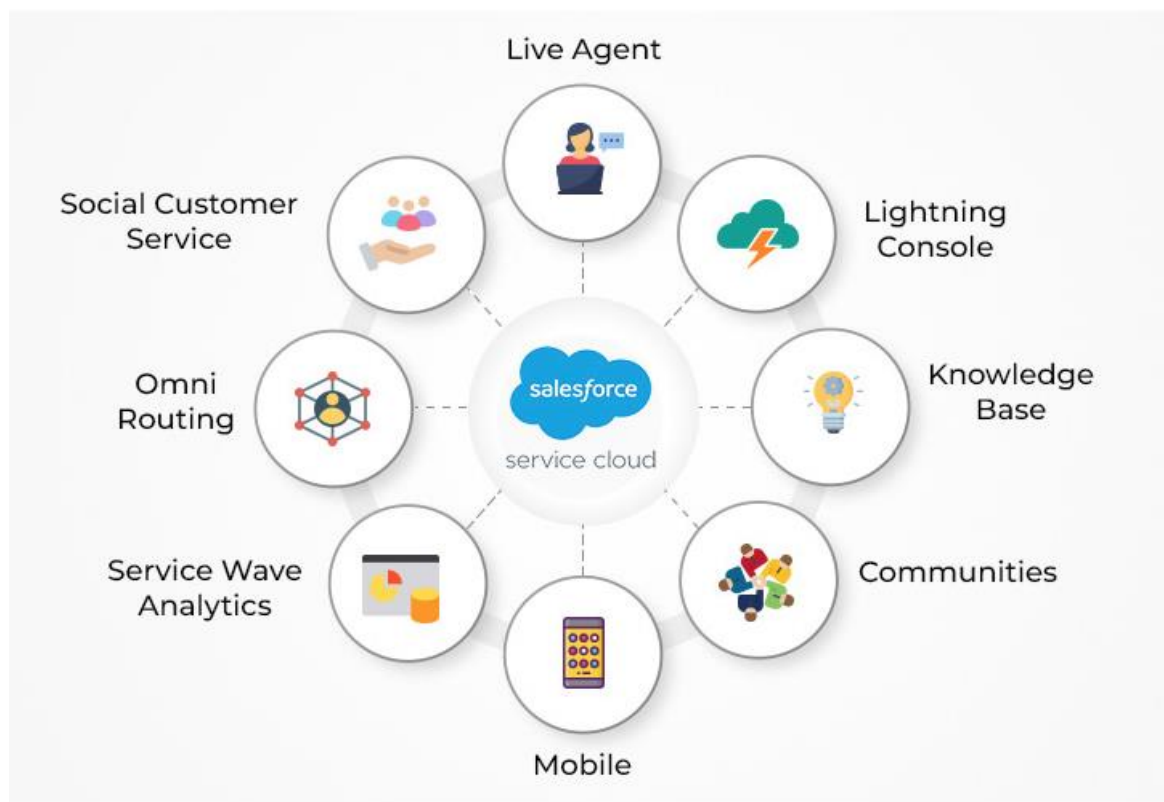 Live Agent
Social Customer
Service
Lightning
Console
Omni
Routing
salesforce
service cloud
Knowledge
Base
Service Wave
Analytics
Communities
Mobile